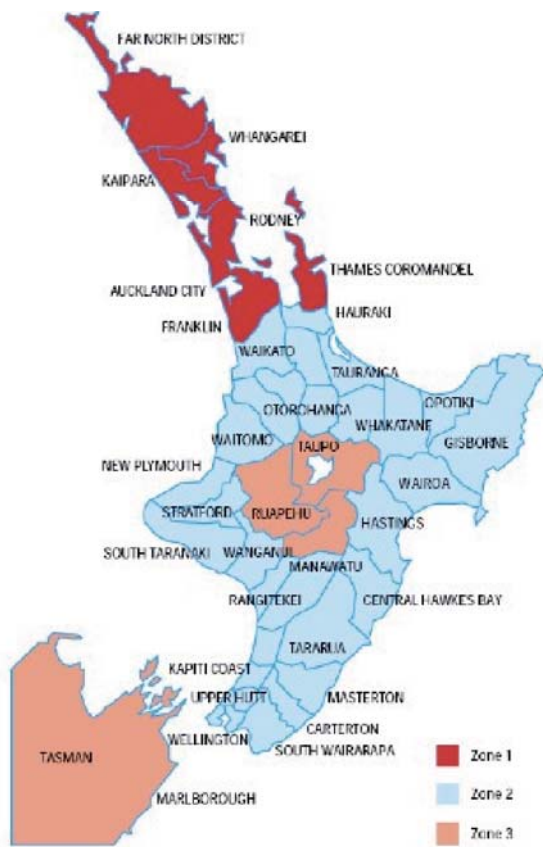 FAR NORTH DISTRICT
WHANGAREI
KAIPARA
RODNEY
THAMES COROMANDEL
AUCKLAND CITY
HAURAKI
FRANKLIN
WAIKATO
TAURANGA
OTOROHANGA
OPOTIKI
WHAKATANE
WAITOMO
GISBORNE
TAUPO
NEW PLYMOUTH
WAIROA
STRATFORD
RUAPEHU
HASTINGS
SOUTH TARANAKI
WANGANUI
MANAWATU
RANGITEKEI
CENTRAL HAWKES BAY
TARARUA
KAPITI COAST
UPPER HUTT
MASTERTON
CARTERTON
WELLINGTON
SOUTH WAIRARAPA
TASMAN
MARLBOROUGH
Zone 1
Zone 2
Zone 3